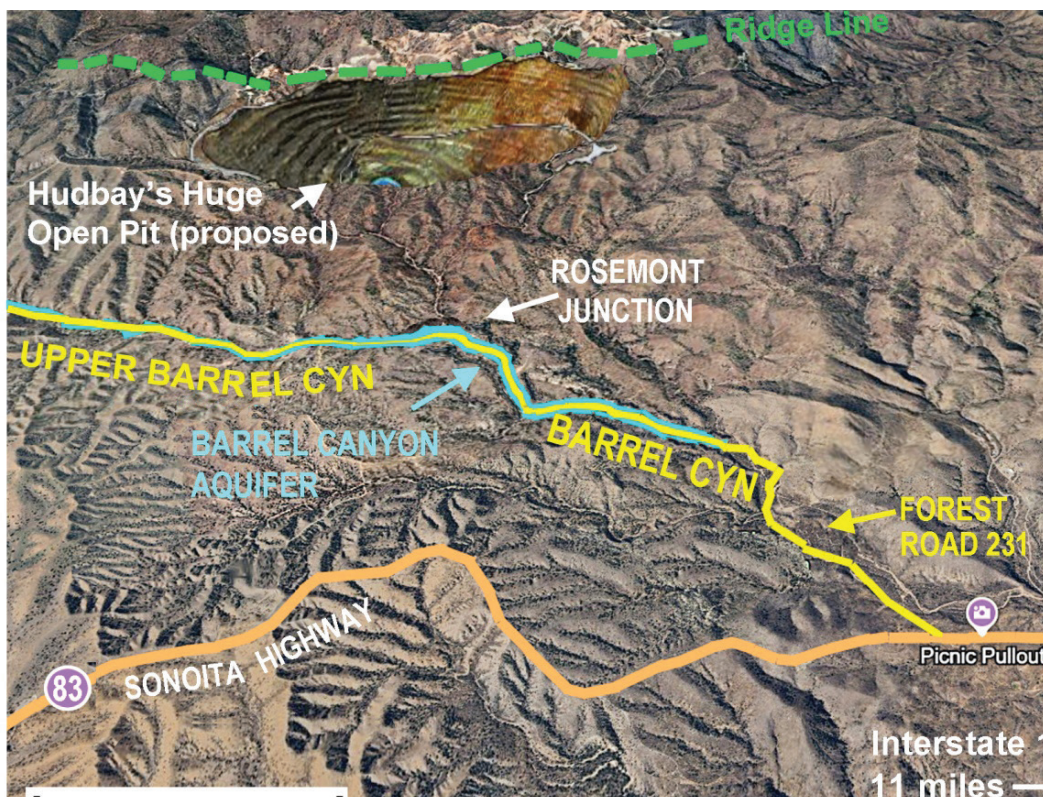 Ridge Line
Hudbay's Huge
Open Pit (proposed)
ROSEMONT
JUNCTION
UPPER BARREL CYN
BARREL CANYON
AQUIFER
BARREL CYN
FOREST
ROAD 231
SONOITA HIGHWAY
83
Picnic Pullout
Interstate 1
11 miles